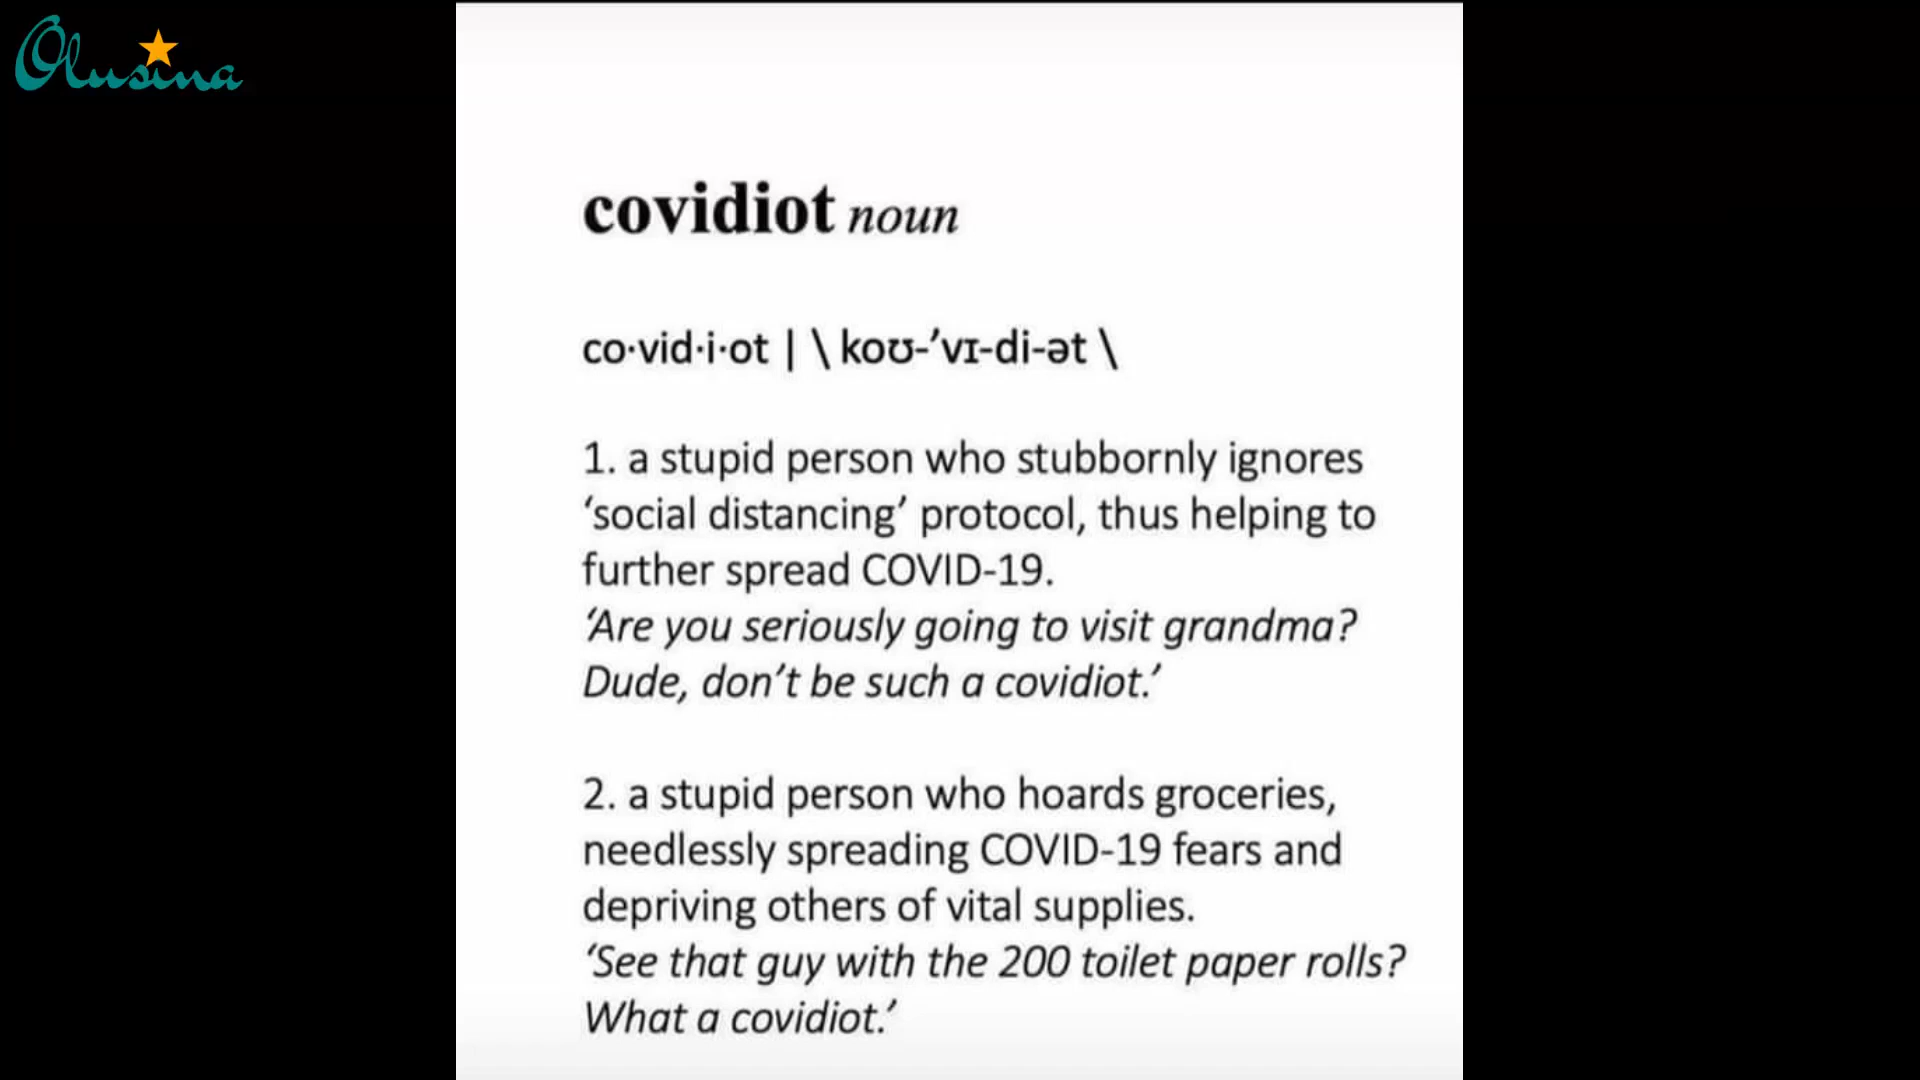 Olusina
covidiot noun
co·vid·i·ot | \ koʊ-’vɪ-di-ət \
1. a stupid person who stubbornly ignores
‘social distancing’ protocol, thus helping to
further spread COVID-19.
‘Are you seriously going to visit grandma?
Dude, don’t be such a covidiot.’
2. a stupid person who hoards groceries,
needlessly spreading COVID-19 fears and
depriving others of vital supplies.
‘See that guy with the 200 toilet paper rolls?
What a covidiot.’